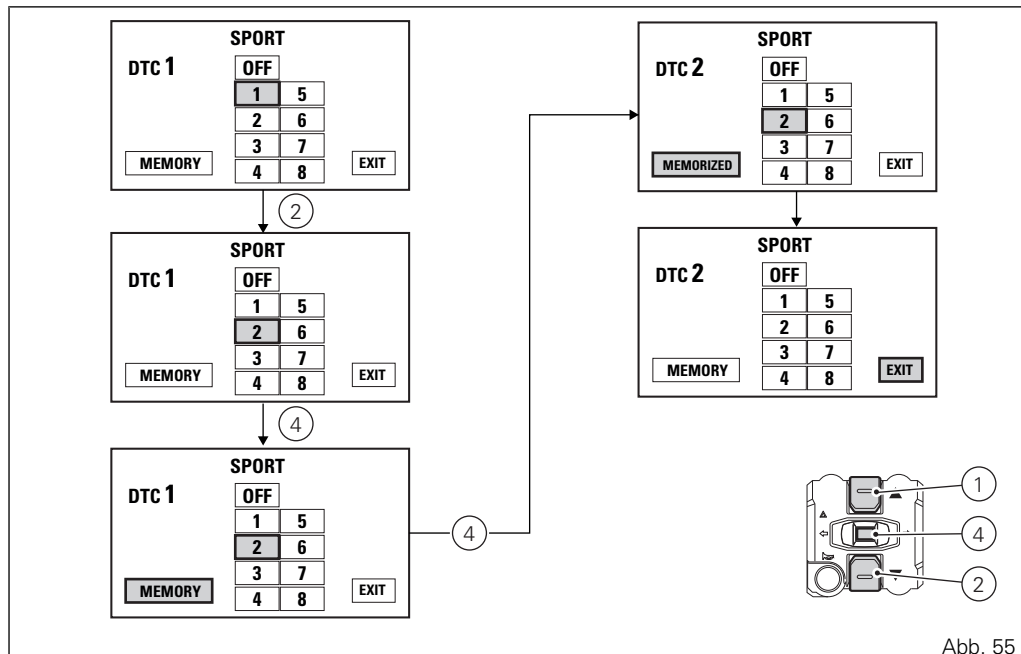 SPORT
DTC 1
OFF
1 5
2 6
3 7
4 8
MEMORY
EXIT
2
SPORT
DTC 1
OFF
1 5
2 6
3 7
4 8
MEMORY
EXIT
4
SPORT
DTC 1
OFF
1 5
2 6
3 7
4 8
MEMORY
EXIT
4
SPORT
DTC 2
OFF
1 5
2 6
3 7
4 8
MEMORIZED
EXIT
SPORT
DTC 2
OFF
1 5
2 6
3 7
4 8
MEMORY
EXIT
1
4
2
Abb. 55